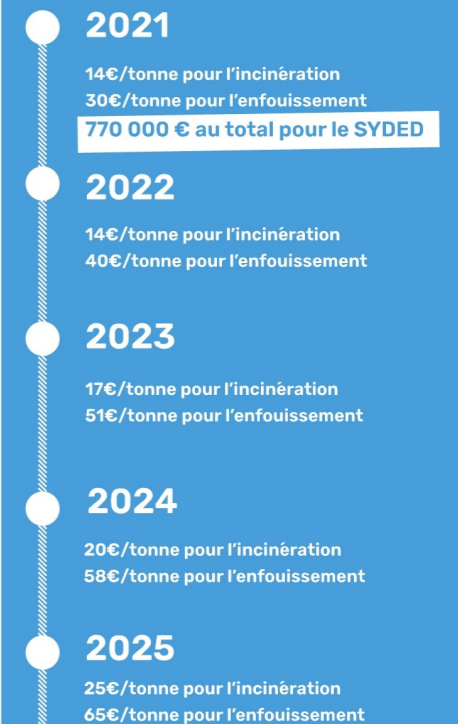 2021
14€/tonne pour l'incinération
30€/tonne pour l'enfouissement
770 000 € au total pour le SYDED
2022
14€/tonne pour l'incinération
40€/tonne pour l'enfouissement
2023
17€/tonne pour l'incinération
51€/tonne pour l'enfouissement
2024
20€/tonne pour l'incinération
58€/tonne pour l'enfouissement
2025
25€/tonne pour l'incinération
65€/tonne pour l'enfouissement